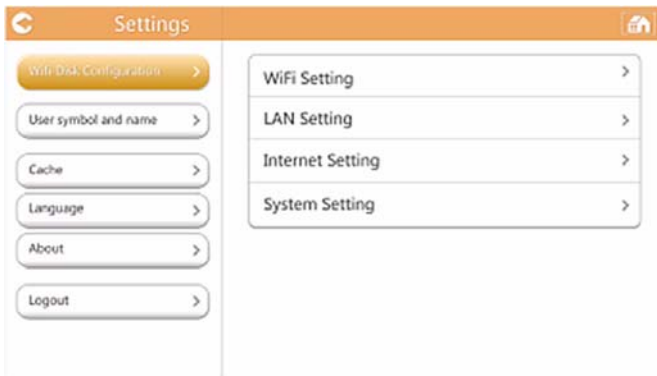 Settings
Wifi Disk Configuration
User symbol and name
Cache
Language
About
Logout
WiFi Setting
LAN Setting
Internet Setting
System Setting